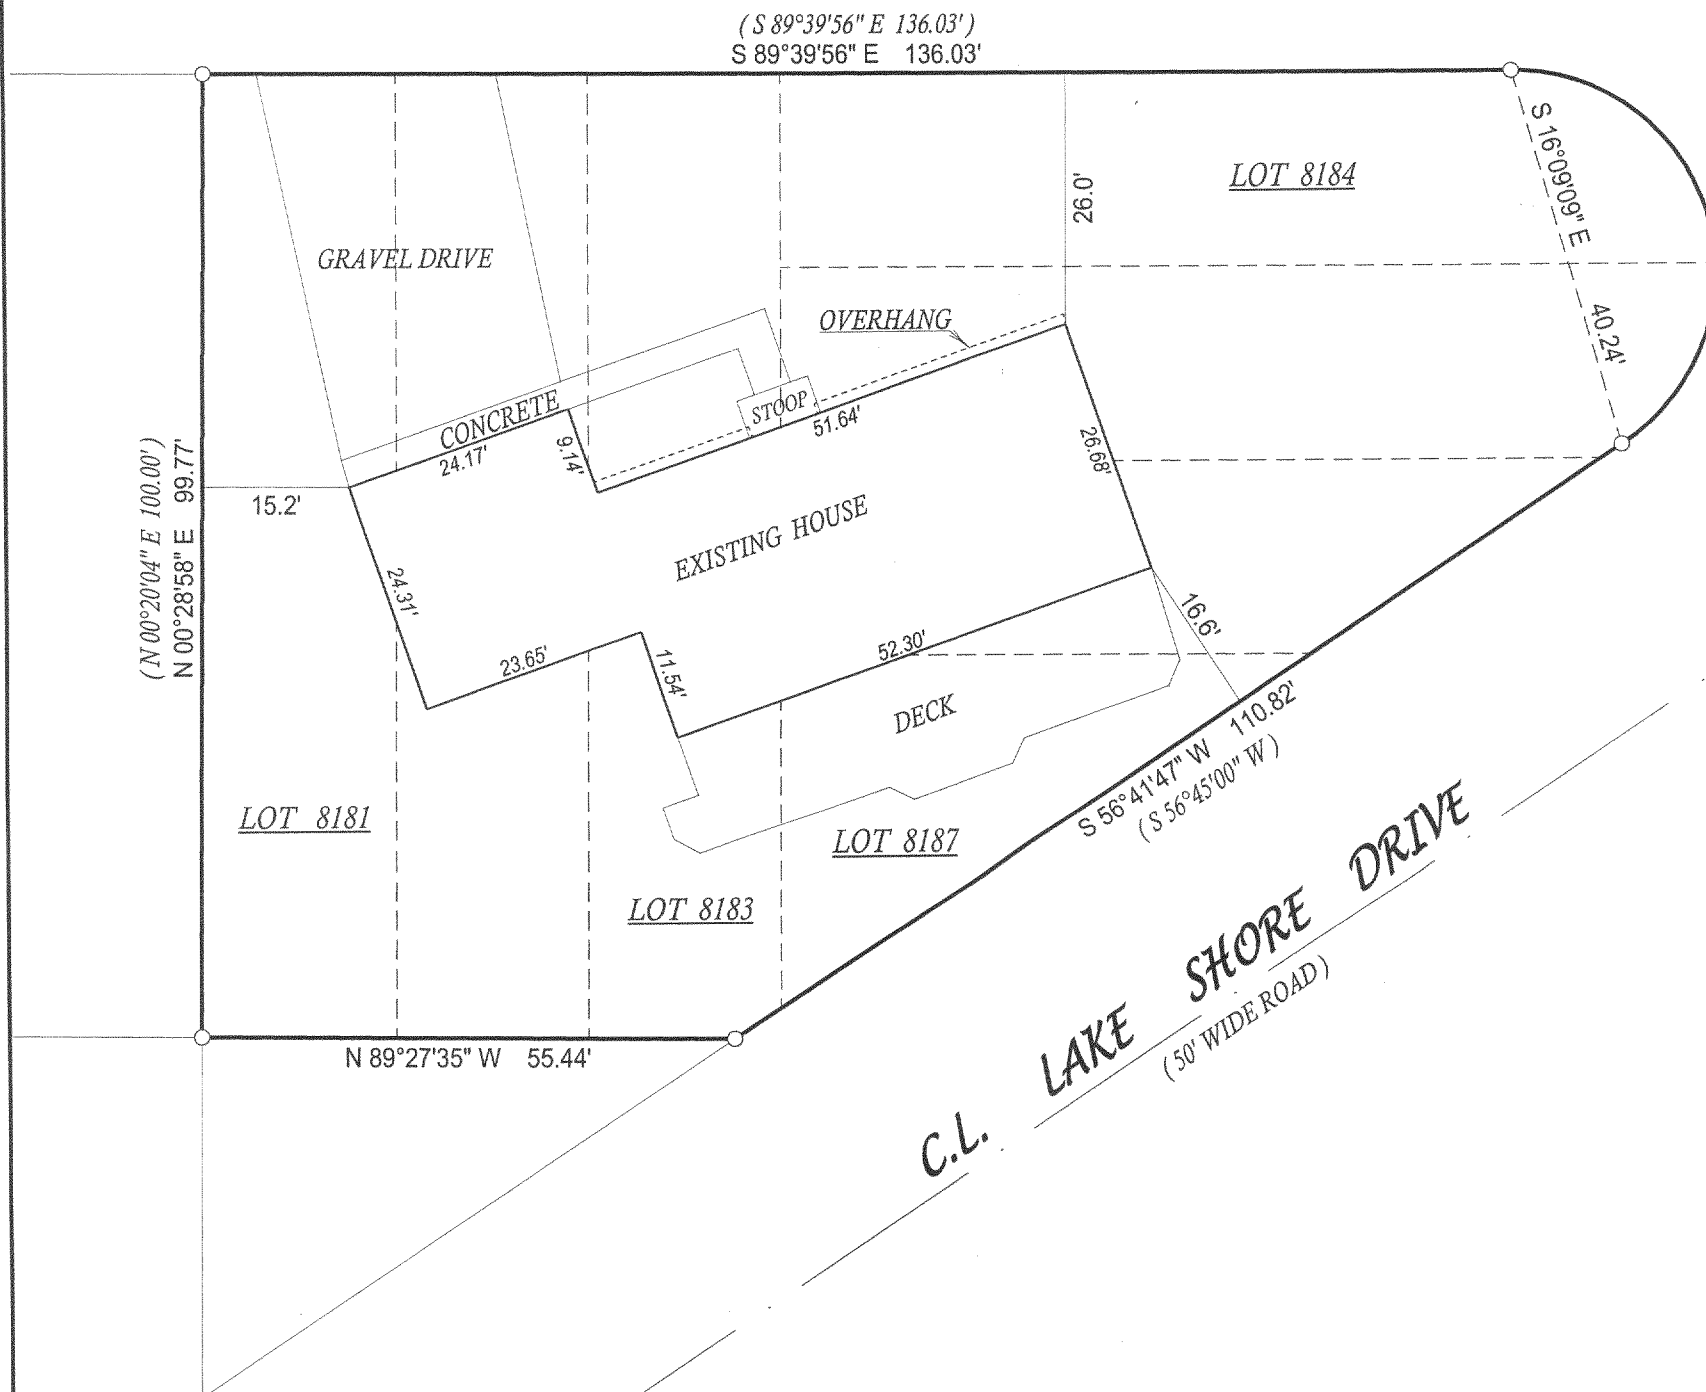 ( S 89°39'56" E 136.03' )
S 89°39'56" E 136.03'
S 16°09'09" E 40.24'
LOT 8184
26.0'
GRAVEL DRIVE
OVERHANG
STOOP
CONCRETE
24.17'
9.14'
51.64'
26.68'
( N 00°20'04" E 100.00' )
N 00°28'58" E 99.77'
15.2'
EXISTING HOUSE
24.31'
23.65'
11.54'
52.30'
16.6'
DECK
S 56°41'47" W 110.82'
( S 56°45'00" W )
LOT 8181
LOT 8187
LOT 8183
N 89°27'35" W 55.44'
C.L. LAKE SHORE DRIVE
( 50' WIDE ROAD )